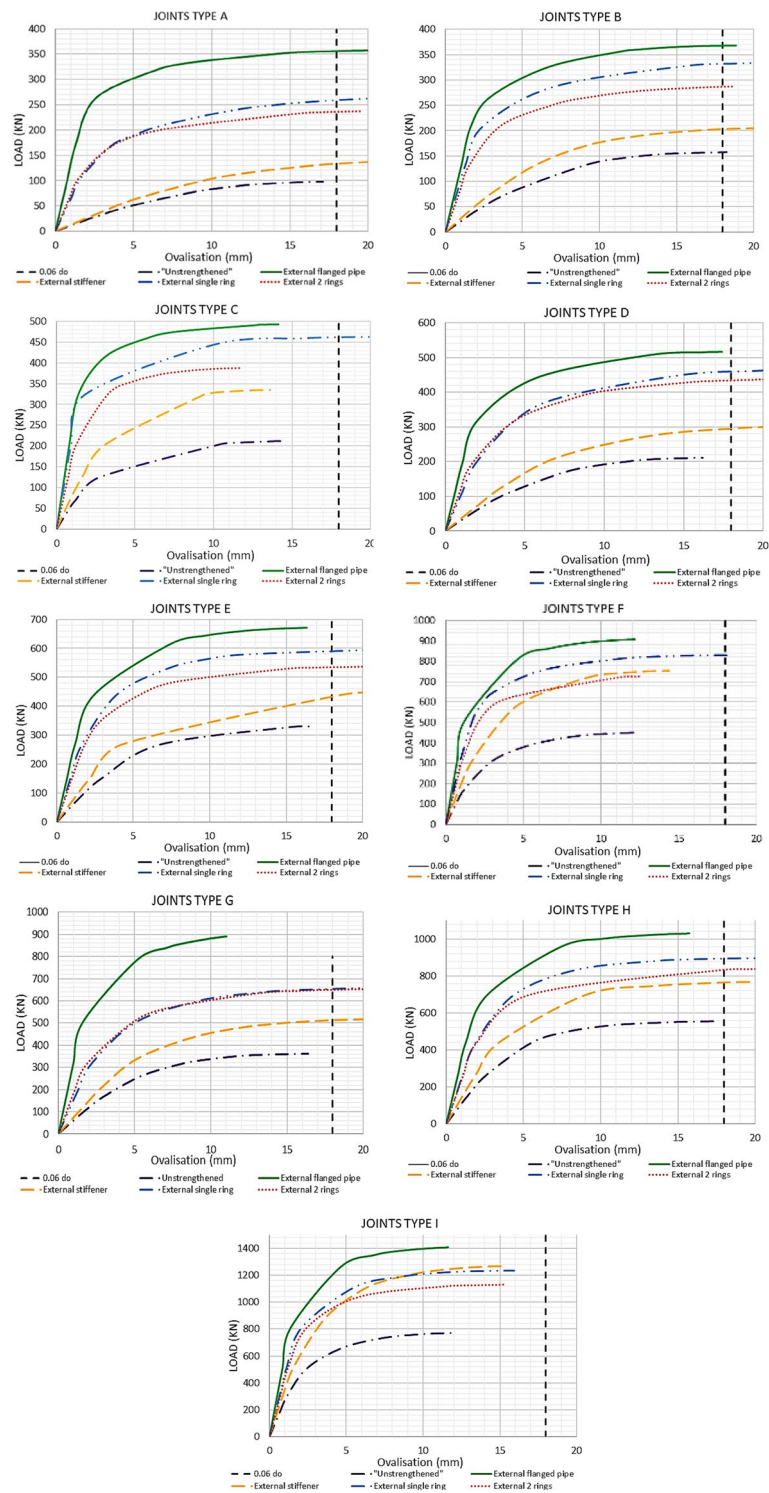 JOINTS TYPE A
400
350
300
250
200
150
100
50
0
LOAD (KN)
0 5 10 15 20
Ovalisation (mm)
0.06 do "Unstrengthened" External flanged pipe
External stiffener External single ring External 2 rings
JOINTS TYPE B
400
350
300
250
200
150
100
50
0
LOAD (KN)
0 5 10 15 20
Ovalisation (mm)
0.06 do "Unstrengthened" External flanged pipe
External stiffener External single ring External 2 rings
JOINTS TYPE C
500
450
400
350
300
250
200
150
100
50
0
LOAD (KN)
0 5 10 15 20
Ovalisation (mm)
0.06 do "Unstrengthened" External flanged pipe
External stiffener External single ring External 2 rings
JOINTS TYPE D
600
500
400
300
200
100
0
LOAD (KN)
0 5 10 15 20
Ovalisation (mm)
0.06 do "Unstrengthened" External flanged pipe
External stiffener External single ring External 2 rings
JOINTS TYPE E
700
600
500
400
300
200
100
0
LOAD (KN)
0 5 10 15 20
Ovalisation (mm)
0.06 do "Unstrengthened" External flanged pipe
External stiffener External single ring External 2 rings
JOINTS TYPE F
1000
900
800
700
600
500
400
300
200
100
0
LOAD (KN)
0 5 10 15 20
Ovalisation (mm)
0.06 do "Unstrengthened" External flanged pipe
External stiffener External single ring External 2 rings
JOINTS TYPE G
1000
900
800
700
600
500
400
300
200
100
0
LOAD (KN)
0 5 10 15 20
Ovalisation (mm)
0.06 do Unstrengthened External flanged pipe
External stiffener External single ring External 2 rings
JOINTS TYPE H
1000
800
600
400
200
0
LOAD (KN)
0 5 10 15 20
Ovalisation (mm)
0.06 do "Unstrengthened" External flanged pipe
External stiffener External single ring External 2 rings
JOINTS TYPE I
1400
1200
1000
800
600
400
200
0
LOAD (KN)
0 5 10 15 20
Ovalisation (mm)
0.06 do "Unstrengthened" External flanged pipe
External stiffener External single ring External 2 rings